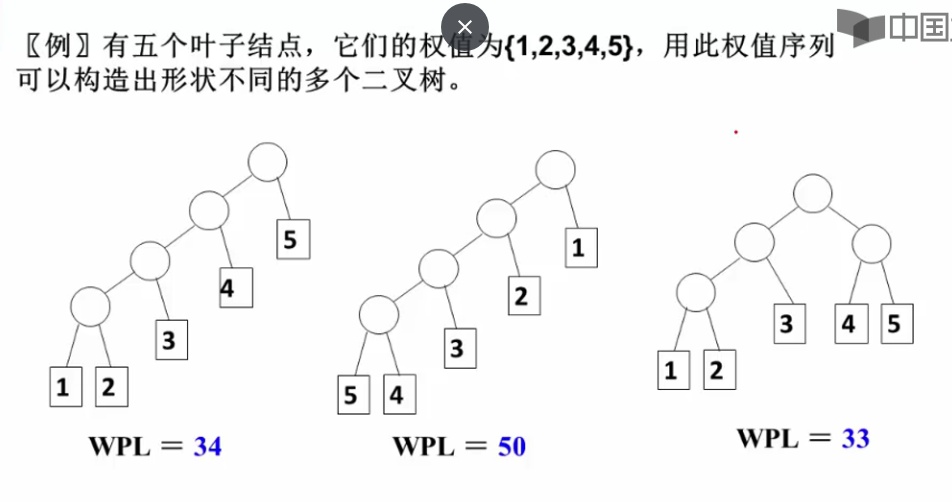 〖例〗有五个叶子结点，它们的权值为{1,2,3,4,5}，用此权值序列
可以构造出形状不同的多个二叉树。
中国
5
4
3
1 2
WPL = 34
1
2
3
5 4
WPL = 50
3 4 5
1 2
WPL = 33